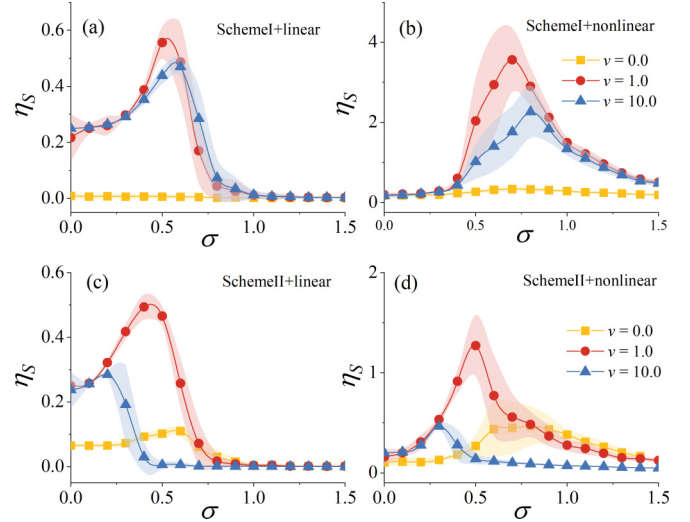 (a) SchemeI+linear
0.6
0.4
0.2
0.0
ηS
0.0 0.5 1.0 1.5
σ
(b) SchemeI+nonlinear
v = 0.0
v = 1.0
v = 10.0
4
2
0
ηS
0.0 0.5 1.0 1.5
σ
(c) SchemeII+linear
0.6
0.4
0.2
0.0
ηS
0.0 0.5 1.0 1.5
σ
(d) SchemeII+nonlinear
v = 0.0
v = 1.0
v = 10.0
2
1
0
ηS
0.0 0.5 1.0 1.5
σ